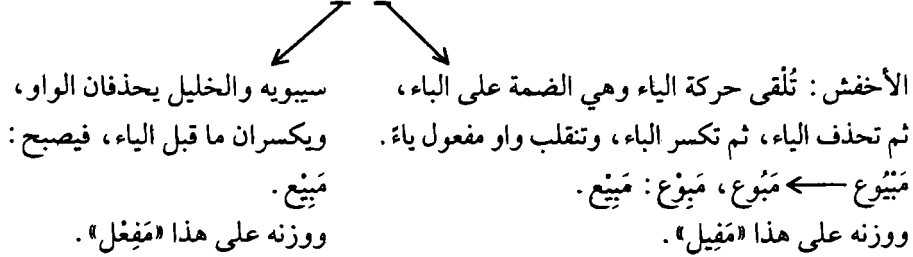 الأخفش : تُلْقى حركة الياء وهي الضمة على الباء،
ثم تحذف الياء، ثم تكسر الباء، وتنقلب واو مفعول ياءً.
مَبْيُوع ← مَبُوع، مَبِوْع : مَبِيْع.
ووزنه على هذا «مَفِيل».
سيبويه والخليل يحذفان الواو،
ويكسران ما قبل الياء، فيصبح :
مَبِيْع.
ووزنه على هذا «مَفِعْل».